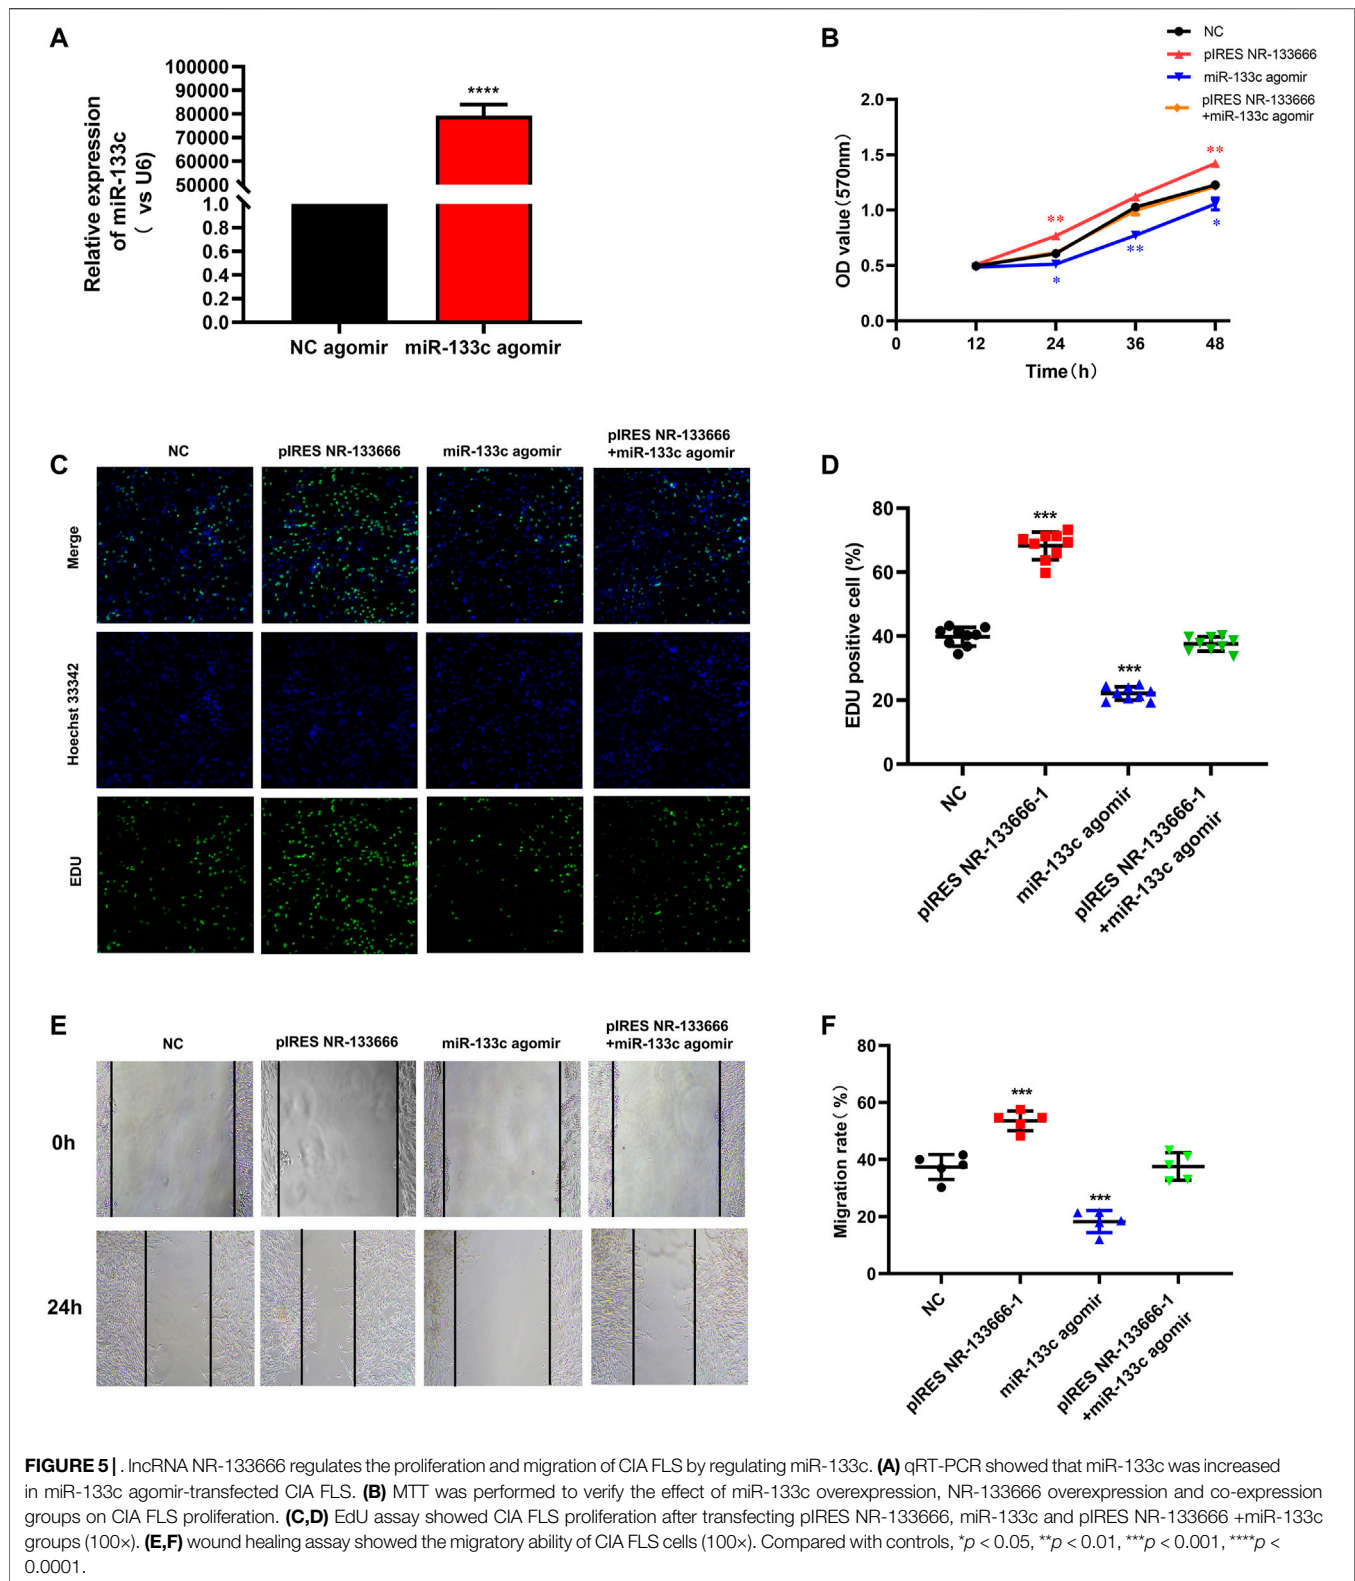 A
Relative expression
of miR-133c
( vs U6)
100000
90000
80000
70000
60000
50000
1.0
0.8
0.6
0.4
0.2
0.0
****
NC agomir
miR-133c agomir
B
NC
pIRES NR-133666
miR-133c agomir
pIRES NR-133666
+miR-133c agomir
OD value（570nm）
2.0
1.5
1.0
0.5
0.0
**
**
*
**
*
0
12
24
36
48
Time（h）
C
NC
pIRES NR-133666
miR-133c agomir
pIRES NR-133666
+miR-133c agomir
Merge
Hoechst 33342
EDU
D
EDU positive cell (%)
80
60
40
20
0
***
***
NC
pIRES NR-133666-1
miR-133c agomir
pIRES NR-133666-1
+miR-133c agomir
E
NC
pIRES NR-133666
miR-133c agomir
pIRES NR-133666
+miR-133c agomir
0h
24h
F
Migration rate（ %）
80
60
40
20
0
***
***
NC
pIRES NR-133666-1
miR-133c agomir
pIRES NR-133666-1
+miR-133c agomir
FIGURE 5 | . lncRNA NR-133666 regulates the proliferation and migration of CIA FLS by regulating miR-133c. (A) qRT-PCR showed that miR-133c was increased
in miR-133c agomir-transfected CIA FLS. (B) MTT was performed to verify the effect of miR-133c overexpression, NR-133666 overexpression and co-expression
groups on CIA FLS proliferation. (C,D) EdU assay showed CIA FLS proliferation after transfecting pIRES NR-133666, miR-133c and pIRES NR-133666 +miR-133c
groups (100×). (E,F) wound healing assay showed the migratory ability of CIA FLS cells (100×). Compared with controls, *p < 0.05, **p < 0.01, ***p < 0.001, ****p <
0.0001.